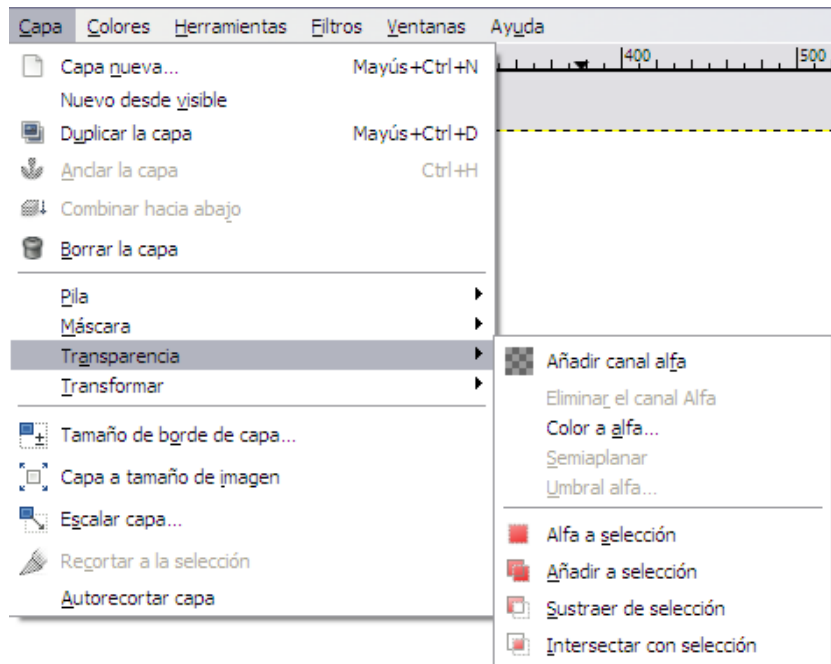 Capa Colores Herramientas Filtros Ventanas Ayuda
400 500
Capa nueva... Mayús+Ctrl+N
Nuevo desde visible
Duplicar la capa Mayús+Ctrl+D
Anclar la capa Ctrl+H
Combinar hacia abajo
Borrar la capa
Pila
Máscara
Transparencia
Transformar
Tamaño de borde de capa...
Capa a tamaño de imagen
Escalar capa...
Recortar a la selección
Autorecortar capa
Añadir canal alfa
Eliminar el canal Alfa
Color a alfa...
Semiaplanar
Umbral alfa...
Alfa a selección
Añadir a selección
Sustraer de selección
Intersectar con selección